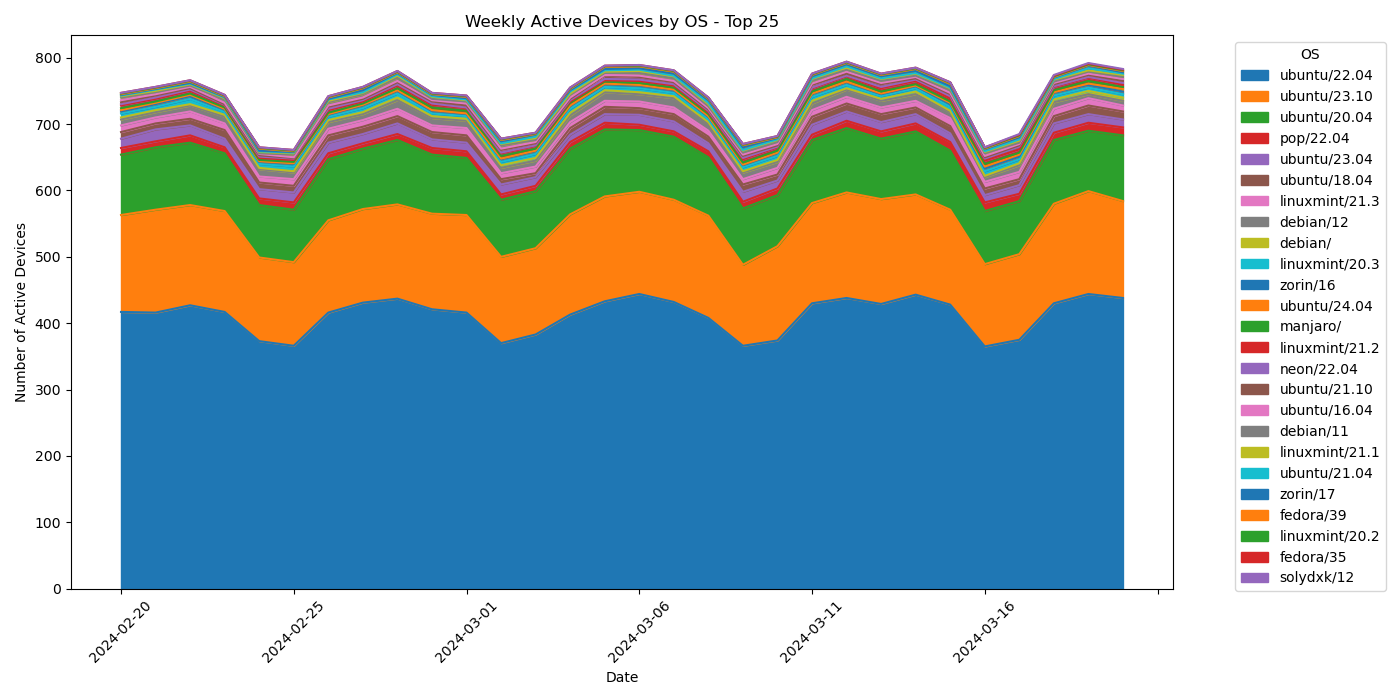 Weekly Active Devices by OS - Top 25
800
700
600
500
400
300
200
100
0
Number of Active Devices
2024-02-20
2024-02-25
2024-03-01
2024-03-06
2024-03-11
2024-03-16
Date
OS
ubuntu/22.04
ubuntu/23.10
ubuntu/20.04
pop/22.04
ubuntu/23.04
ubuntu/18.04
linuxmint/21.3
debian/12
debian/
linuxmint/20.3
zorin/16
ubuntu/24.04
manjaro/
linuxmint/21.2
neon/22.04
ubuntu/21.10
ubuntu/16.04
debian/11
linuxmint/21.1
ubuntu/21.04
zorin/17
fedora/39
linuxmint/20.2
fedora/35
solydxk/12